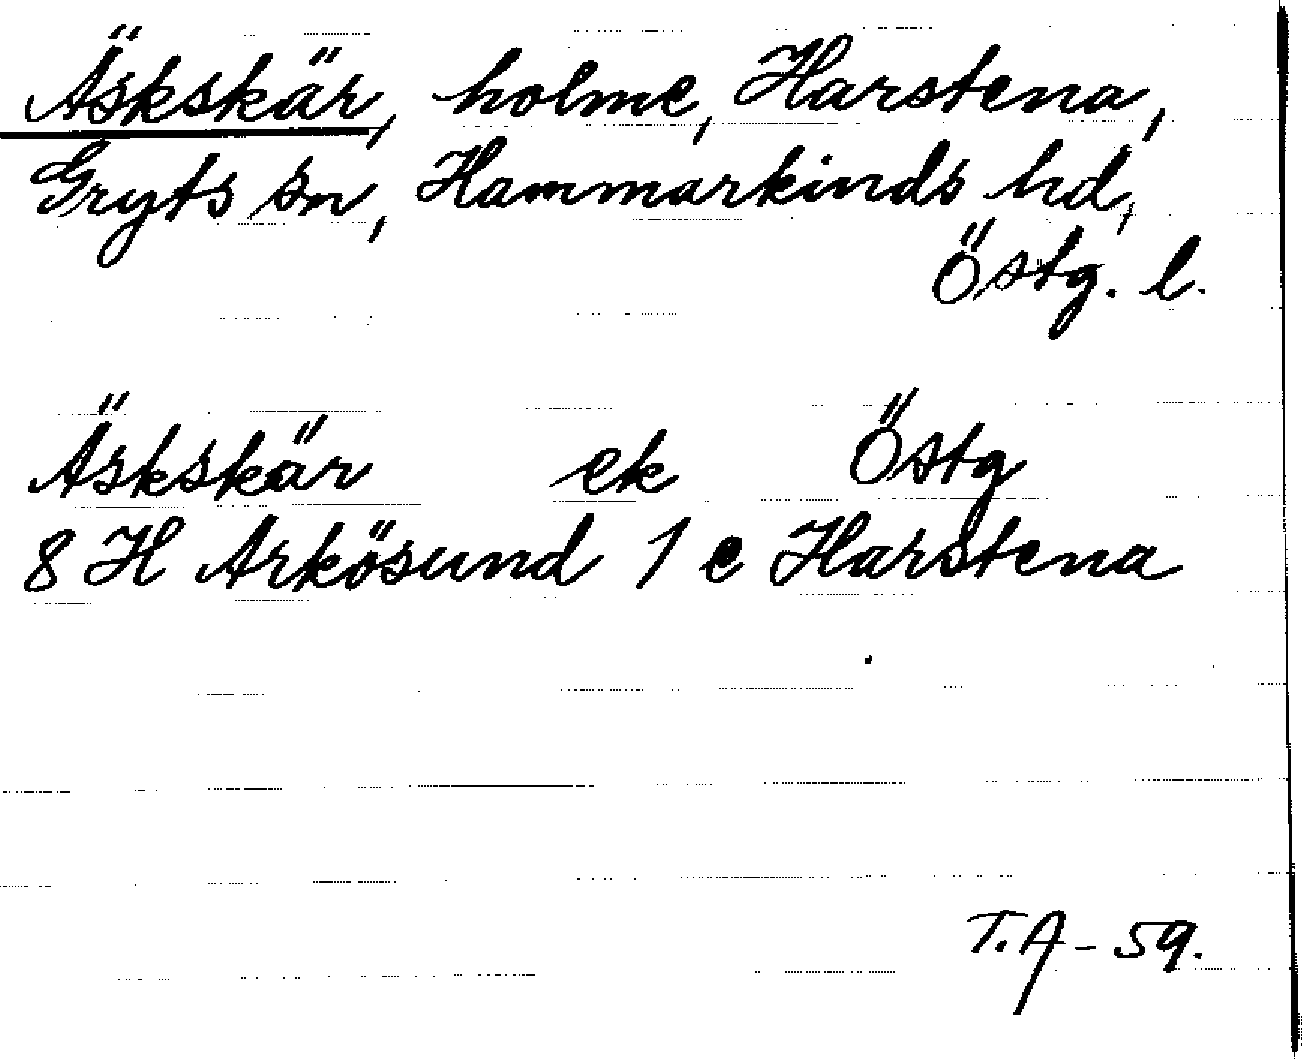 Äskskär, holme, Harstena,
Gryts sn, Hammarkinds hd,
Östg. l.
Äskskär ek Östg
8 H Arkösund 1 e Harstena
T.A - 59.